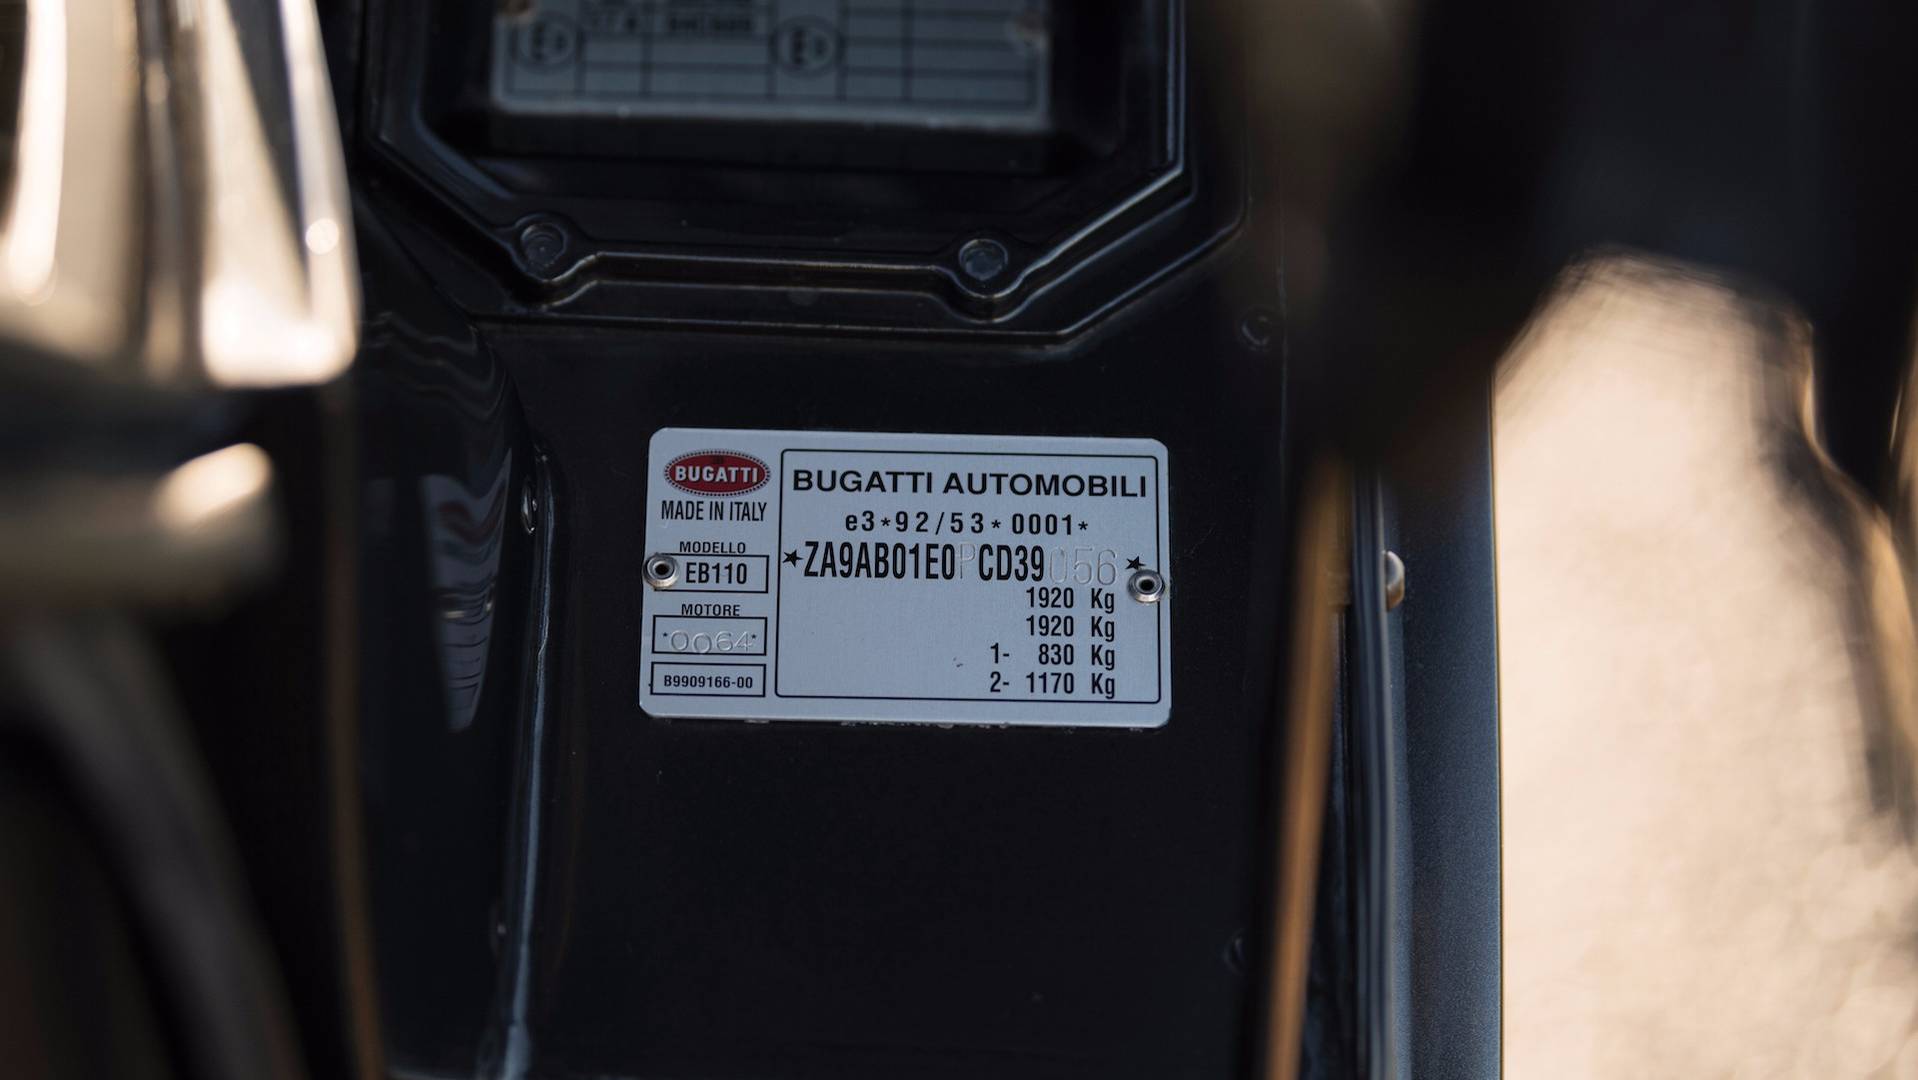 BUGATTI
MADE IN ITALY
MODELLO
EB110
MOTORE
*0064*
B9909166-00
BUGATTI AUTOMOBILI
e3*92/53*0001*
★ZA9AB01E0PCD39056★
1920 Kg
1920 Kg
1- 830 Kg
2- 1170 Kg